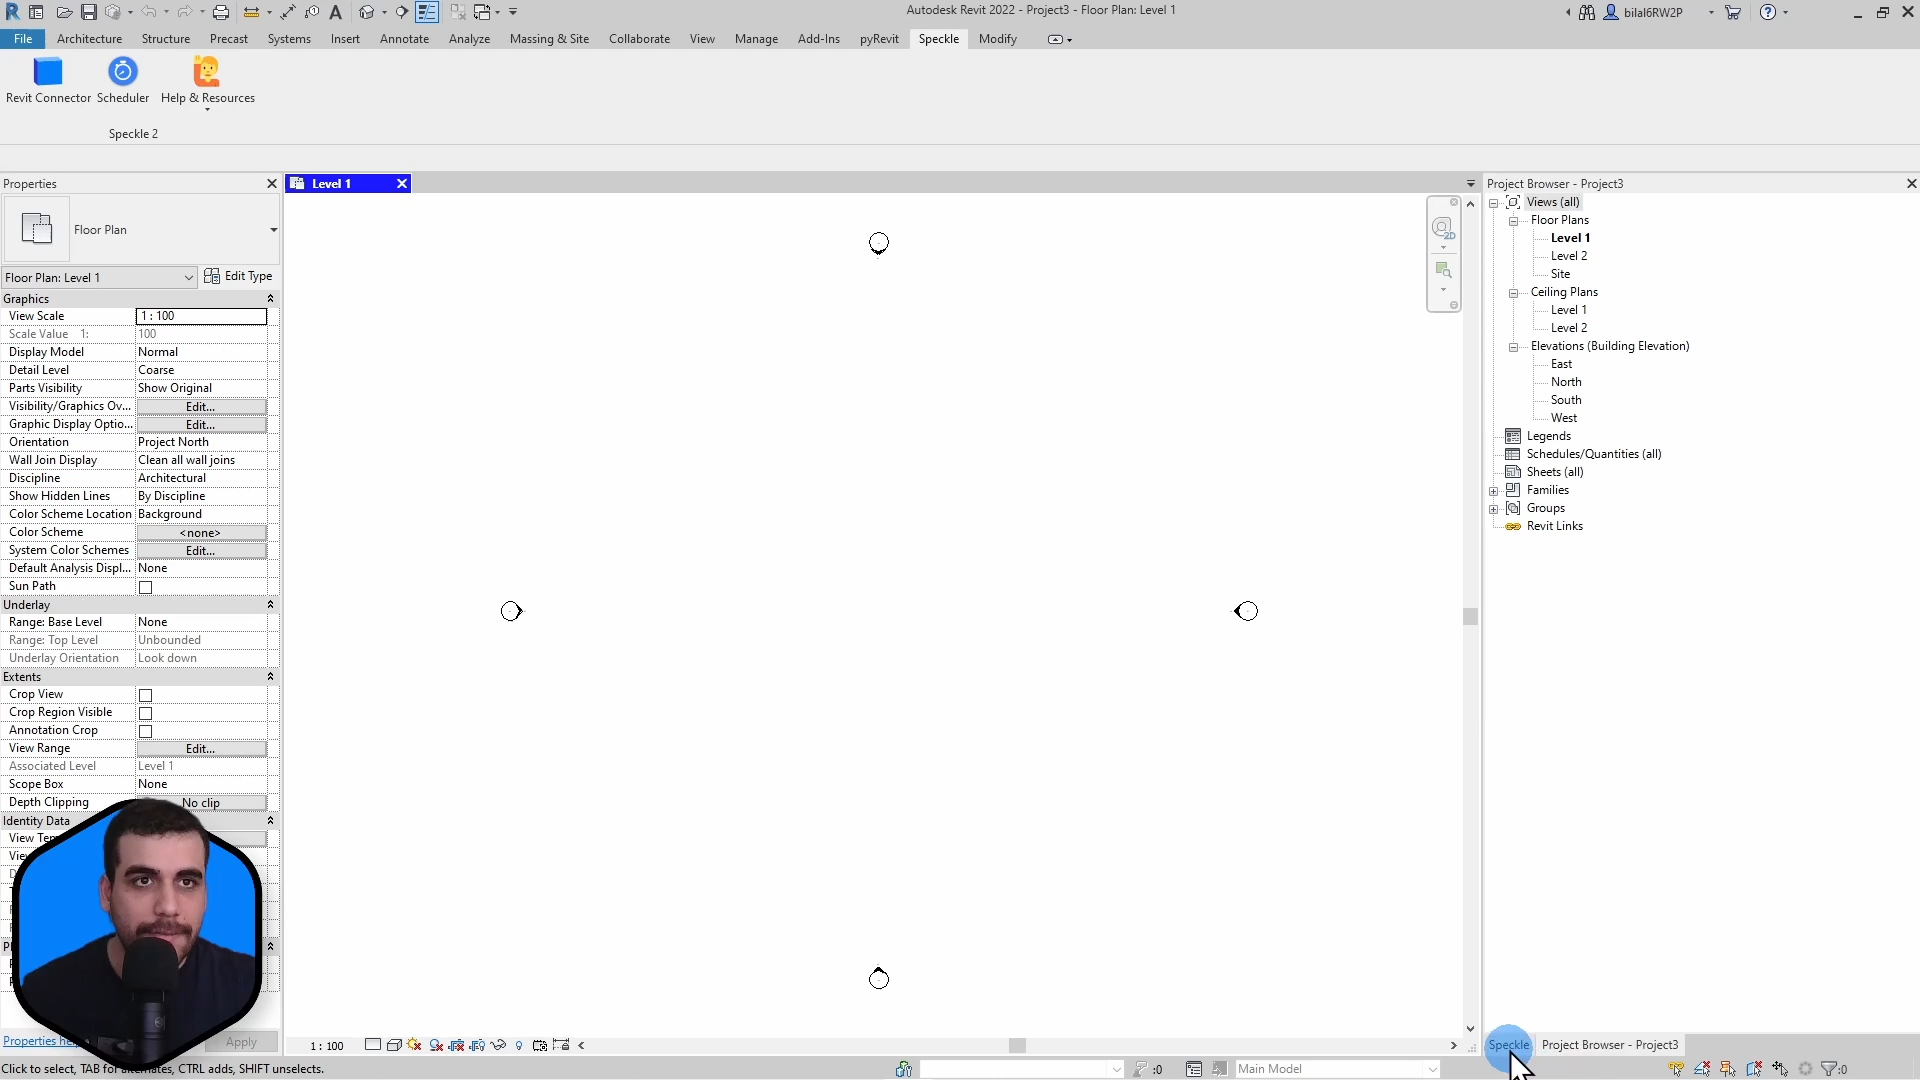 Autodesk Revit 2022 - Project3 - Floor Plan: Level 1
bilal6RW2P
File Architecture Structure Precast Systems Insert Annotate Analyze Massing & Site Collaborate View Manage Add-Ins pyRevit Speckle Modify
Revit Connector Scheduler Help & Resources
Speckle 2
Properties
Floor Plan
Floor Plan: Level 1 Edit Type
Graphics
View Scale 1 : 100
Scale Value 1: 100
Display Model Normal
Detail Level Coarse
Parts Visibility Show Original
Visibility/Graphics Ov... Edit...
Graphic Display Optio... Edit...
Orientation Project North
Wall Join Display Clean all wall joins
Discipline Architectural
Show Hidden Lines By Discipline
Color Scheme Location Background
Color Scheme <none>
System Color Schemes Edit...
Default Analysis Displ... None
Sun Path
Underlay
Range: Base Level None
Range: Top Level Unbounded
Underlay Orientation Look down
Extents
Crop View
Crop Region Visible
Annotation Crop
View Range Edit...
Associated Level Level 1
Scope Box None
Depth Clipping No clip
Identity Data
Properties
Apply
Level 1
2D
1 : 100
Project Browser - Project3
Views (all)
Floor Plans
Level 1
Level 2
Site
Ceiling Plans
Level 1
Level 2
Elevations (Building Elevation)
East
North
South
West
Legends
Schedules/Quantities (all)
Sheets (all)
Families
Groups
Revit Links
Speckle Project Browser - Project3
Click to select, TAB for alternates, CTRL adds, SHIFT unselects.
:0
Main Model
:0